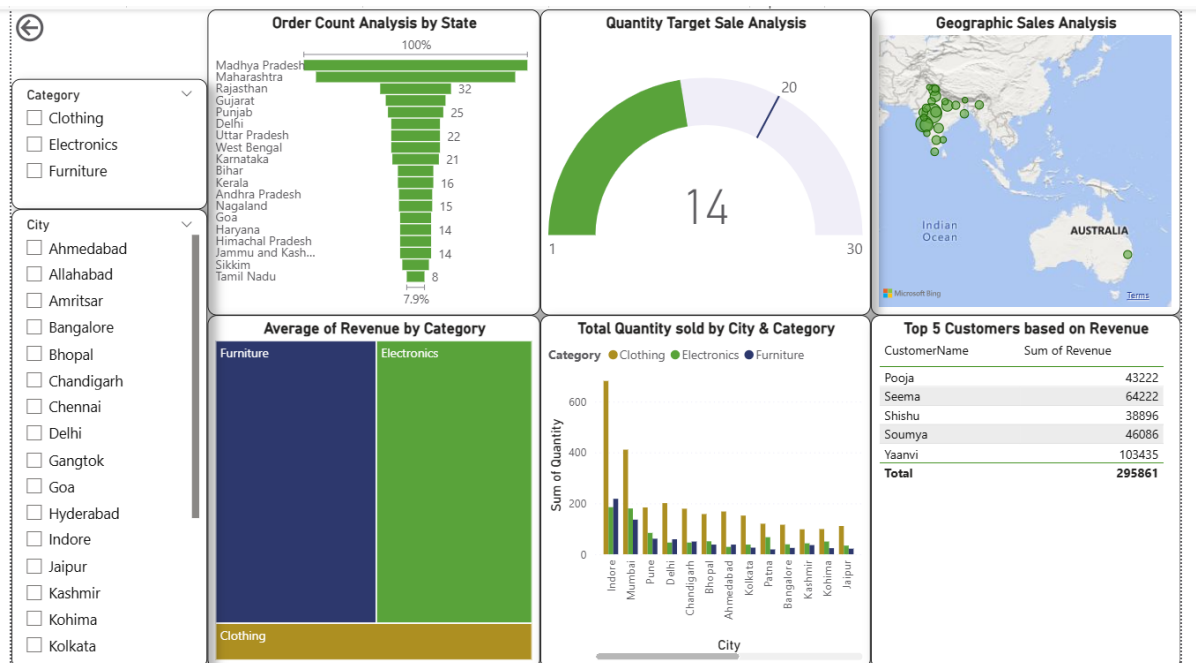 Category
Clothing
Electronics
Furniture
City
Ahmedabad
Allahabad
Amritsar
Bangalore
Bhopal
Chandigarh
Chennai
Delhi
Gangtok
Goa
Hyderabad
Indore
Jaipur
Kashmir
Kohima
Kolkata
Order Count Analysis by State
100%
Madhya Pradesh
Maharashtra
Rajasthan 32
Gujarat
Punjab 25
Delhi
Uttar Pradesh 22
West Bengal
Karnataka 21
Bihar
Kerala 16
Andhra Pradesh
Nagaland 15
Goa
Haryana 14
Himachal Pradesh
Jammu and Kash... 14
Sikkim
Tamil Nadu 8
7.9%
Quantity Target Sale Analysis
20
14
1 30
Geographic Sales Analysis
Indian
Ocean
AUSTRALIA
Microsoft Bing
Terms
Average of Revenue by Category
Furniture
Electronics
Clothing
Total Quantity sold by City & Category
Category Clothing Electronics Furniture
Sum of Quantity
600
400
200
0
Indore
Mumbai
Pune
Delhi
Chandigarh
Bhopal
Ahmedabad
Kolkata
Patna
Bangalore
Kashmir
Kohima
Jaipur
City
Top 5 Customers based on Revenue
CustomerName Sum of Revenue
Pooja 43222
Seema 64222
Shishu 38896
Soumya 46086
Yaanvi 103435
Total 295861